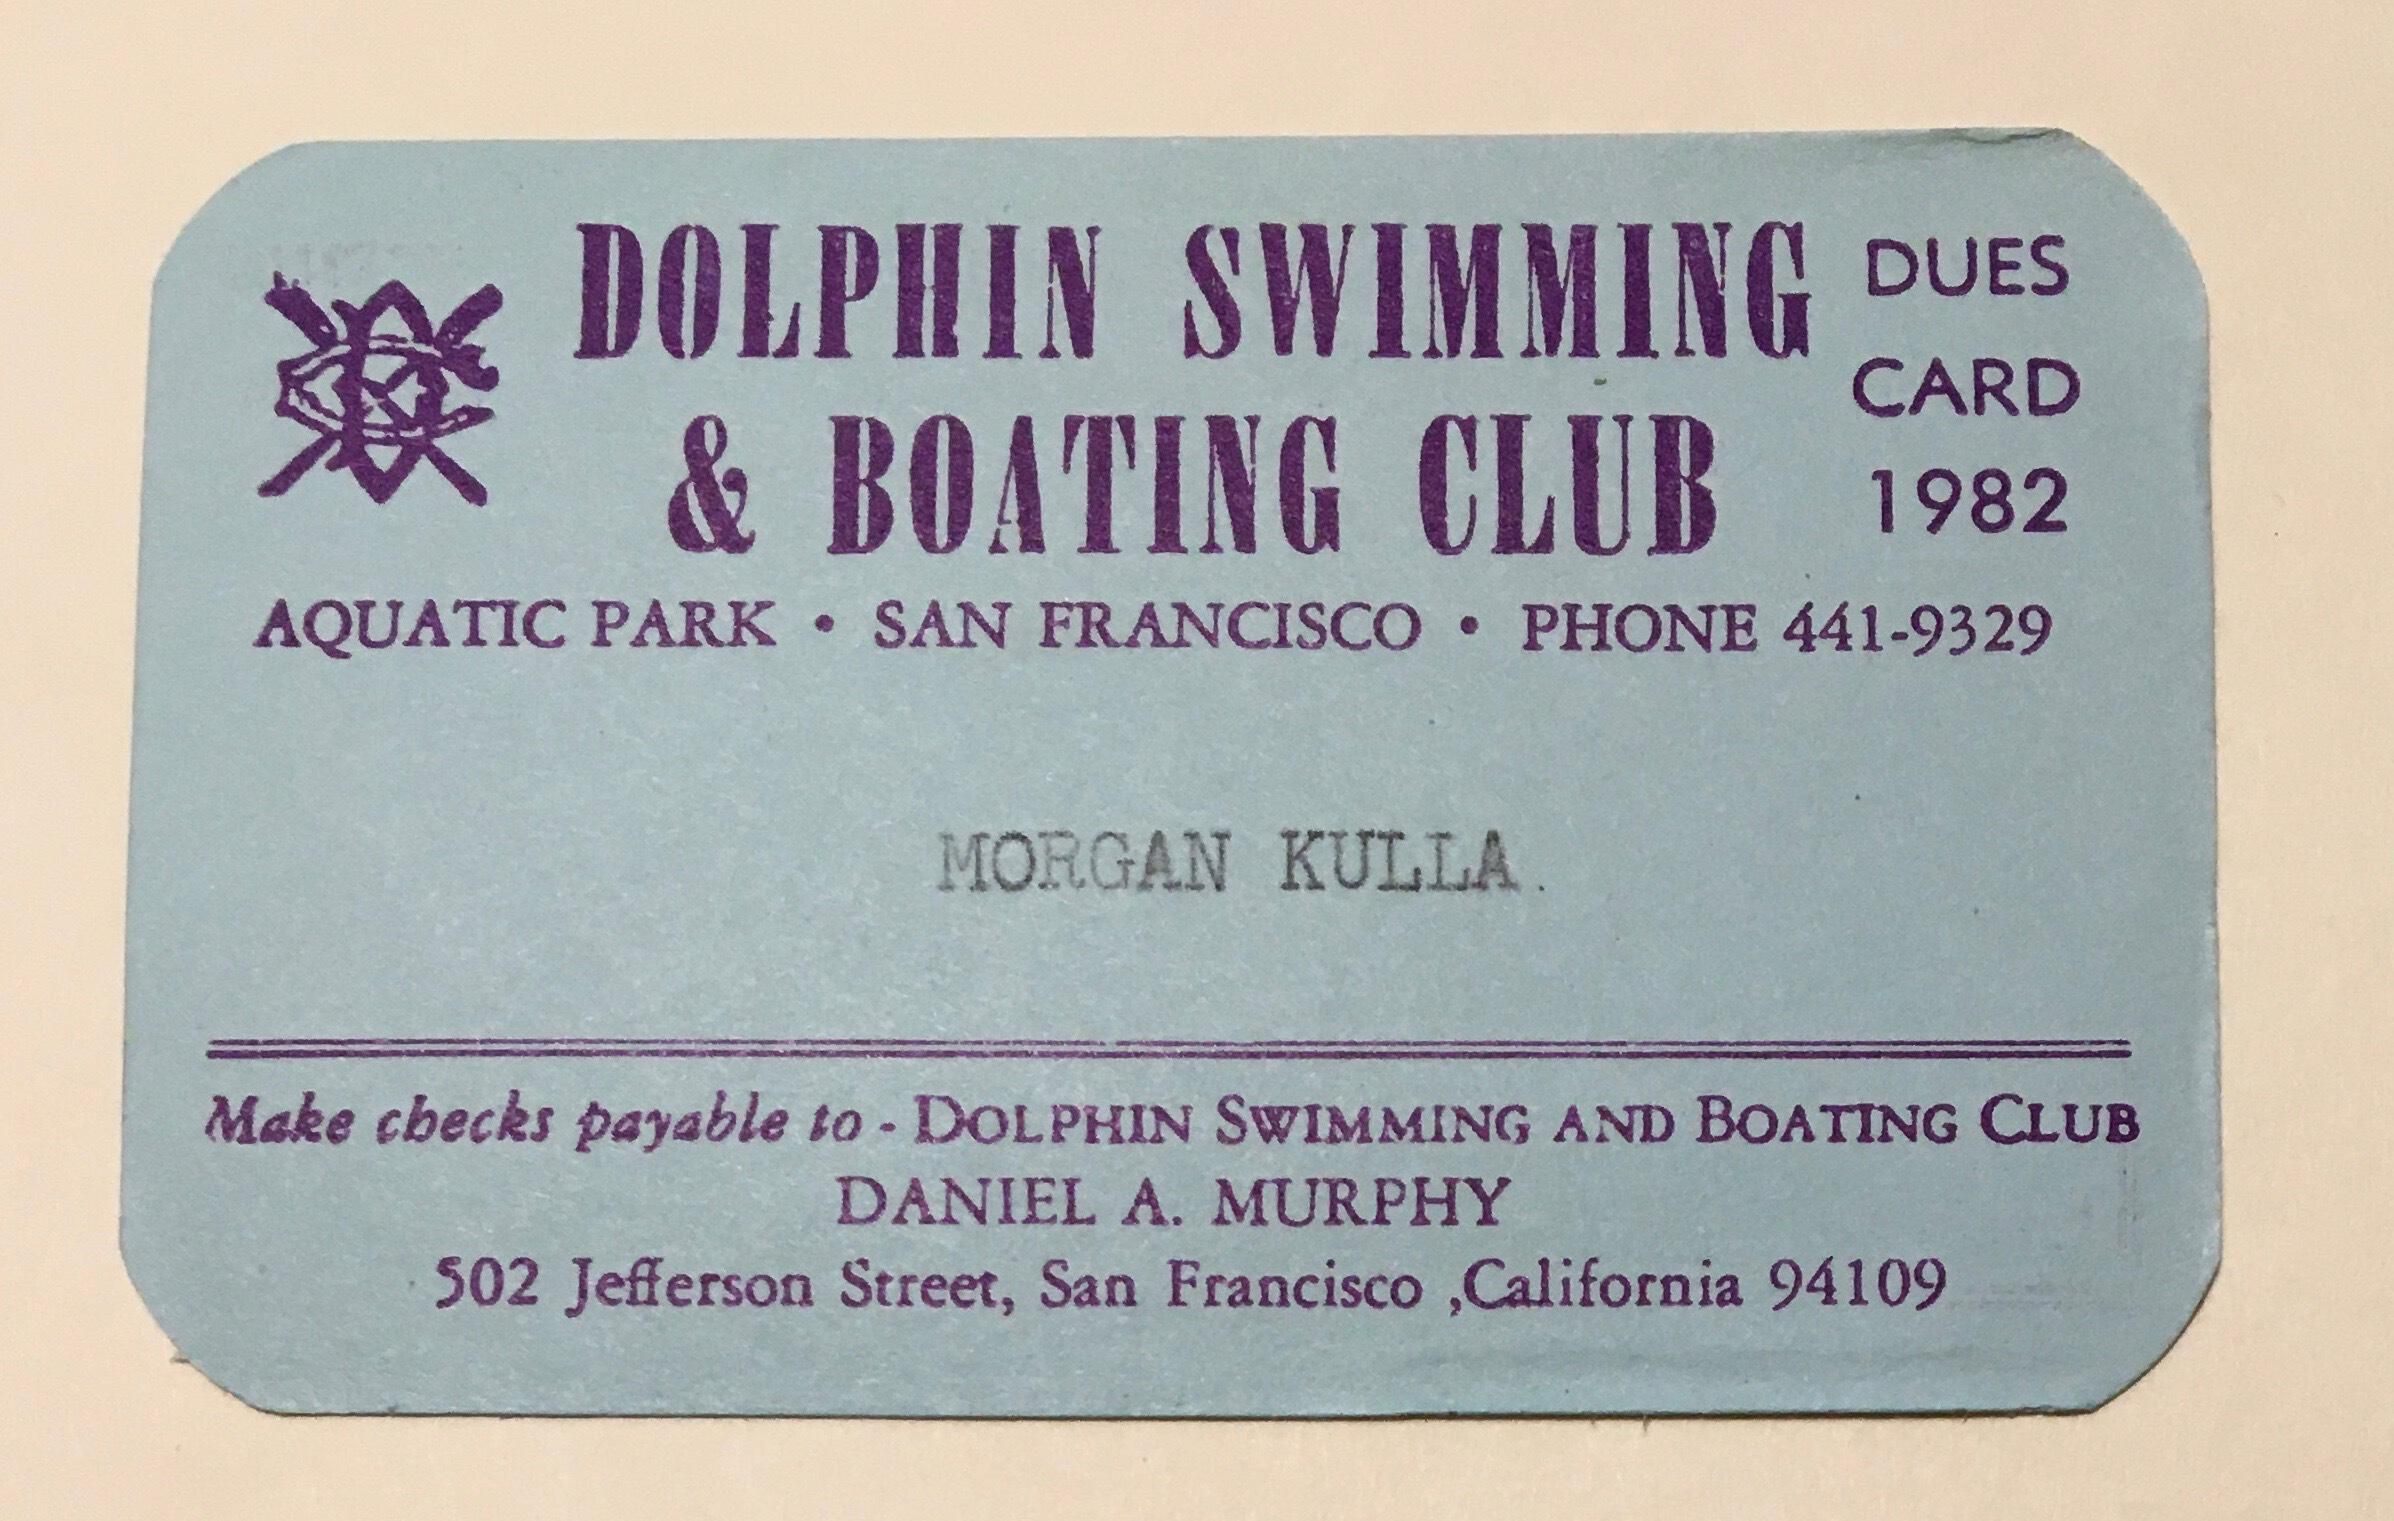 DOLPHIN SWIMMING
& BOATING CLUB
DUES
CARD
1982
AQUATIC PARK • SAN FRANCISCO • PHONE 441-9329
MORGAN KULLA.
Make checks payable to - DOLPHIN SWIMMING AND BOATING CLUB
DANIEL A. MURPHY
502 Jefferson Street, San Francisco ,California 94109